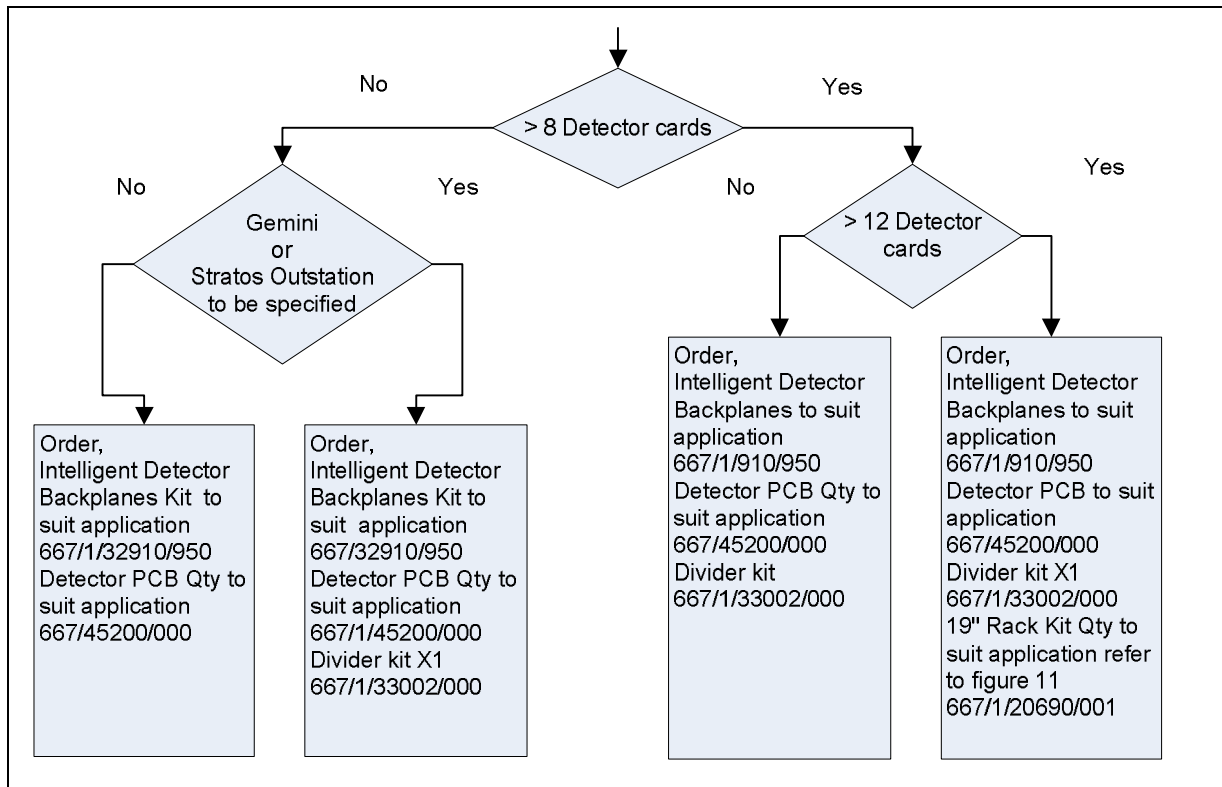 No
Yes
> 8 Detector cards
No
Yes
No
Yes
Gemini
or
Stratos Outstation
to be specified
> 12 Detector
cards
Order,
Intelligent Detector
Backplanes Kit to
suit application
667/1/32910/950
Detector PCB Qty to
suit application
667/45200/000
Order,
Intelligent Detector
Backplanes Kit to
suit application
667/32910/950
Detector PCB Qty to
suit application
667/1/45200/000
Divider kit X1
667/1/33002/000
Order,
Intelligent Detector
Backplanes to suit
application
667/1/910/950
Detector PCB Qty to
suit application
667/45200/000
Divider kit
667/1/33002/000
Order,
Intelligent Detector
Backplanes to suit
application
667/1/910/950
Detector PCB to suit
application
667/45200/000
Divider kit X1
667/1/33002/000
19" Rack Kit Qty to
suit application refer
to figure 11
667/1/20690/001